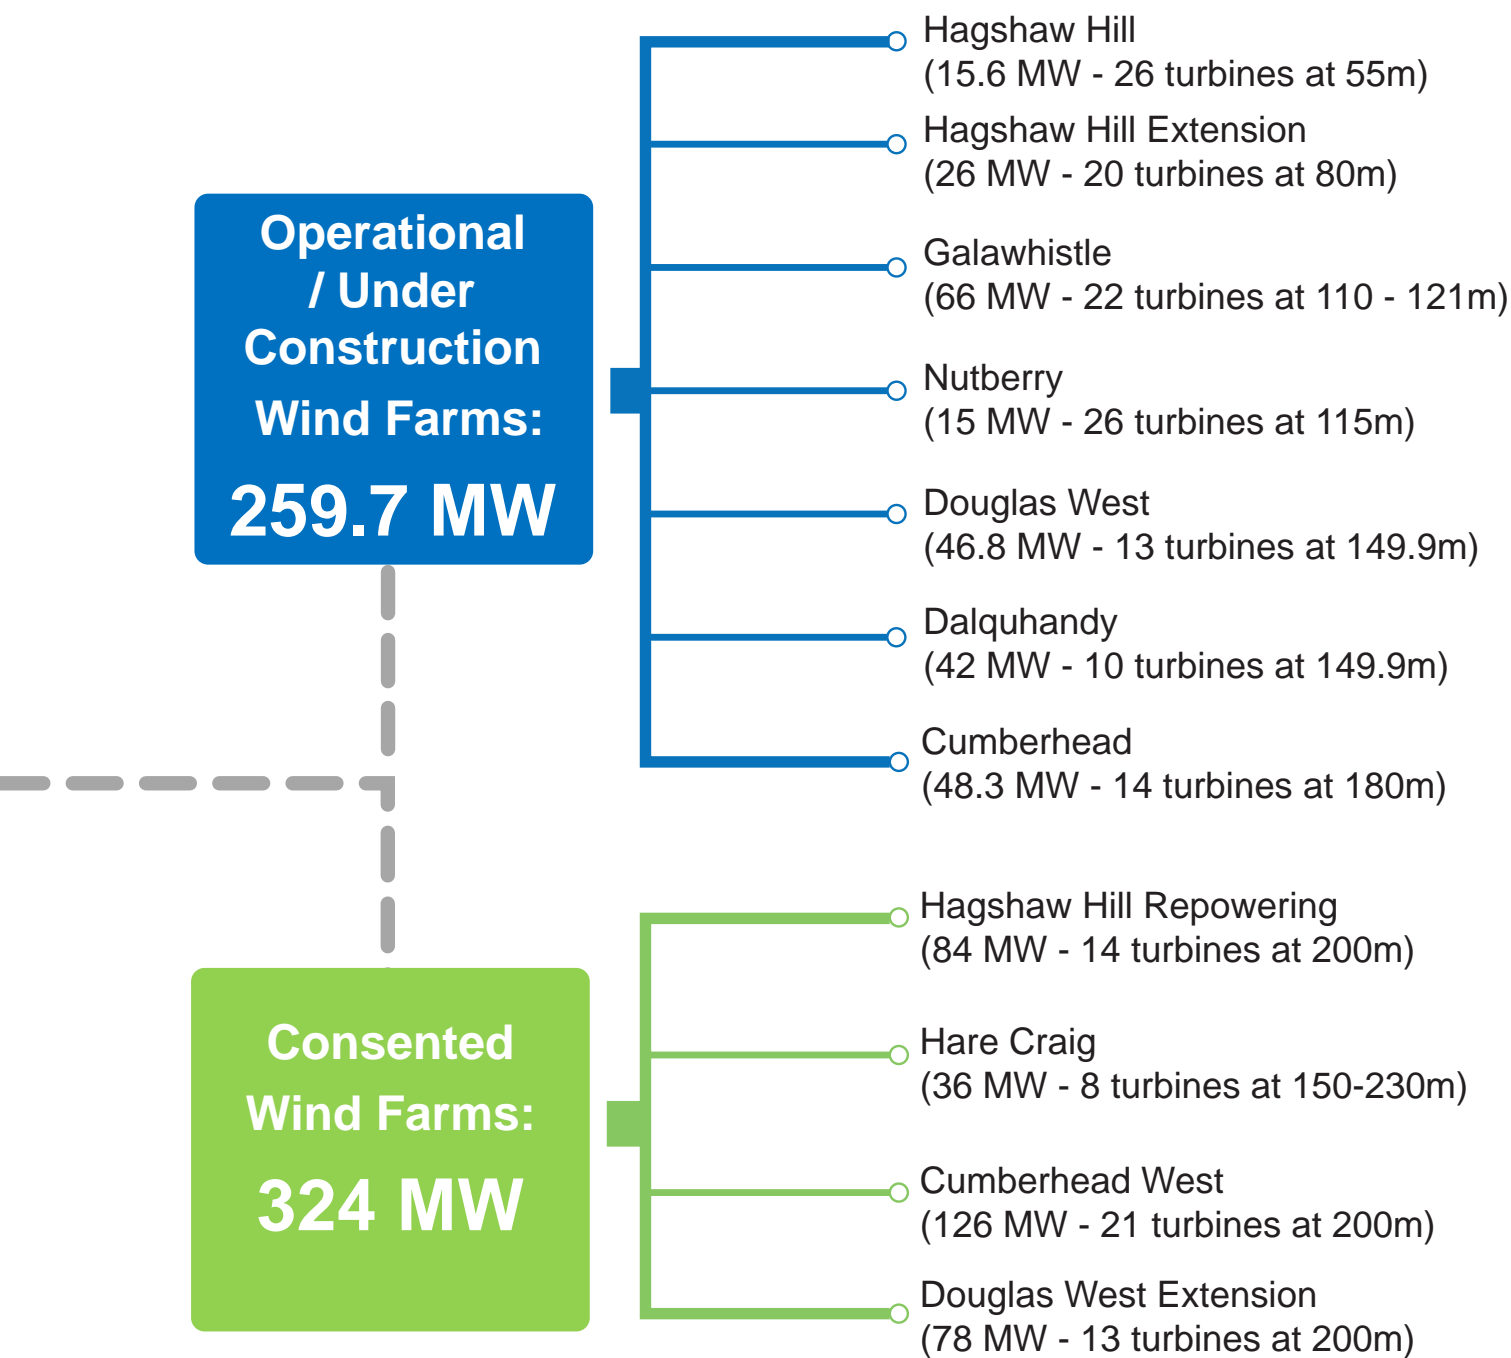 Operational
/ Under
Construction
Wind Farms:
259.7 MW
Hagshaw Hill
(15.6 MW - 26 turbines at 55m)
Hagshaw Hill Extension
(26 MW - 20 turbines at 80m)
Galawhistle
(66 MW - 22 turbines at 110 - 121m)
Nutberry
(15 MW - 26 turbines at 115m)
Douglas West
(46.8 MW - 13 turbines at 149.9m)
Dalquhandy
(42 MW - 10 turbines at 149.9m)
Cumberhead
(48.3 MW - 14 turbines at 180m)
Consented
Wind Farms:
324 MW
Hagshaw Hill Repowering
(84 MW - 14 turbines at 200m)
Hare Craig
(36 MW - 8 turbines at 150-230m)
Cumberhead West
(126 MW - 21 turbines at 200m)
Douglas West Extension
(78 MW - 13 turbines at 200m)